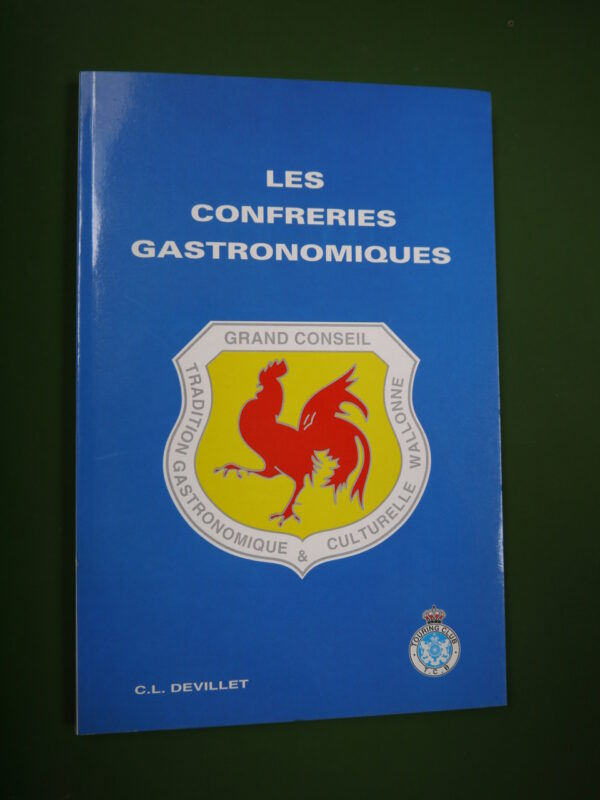 LES
CONFRERIES
GASTRONOMIQUES
GRAND CONSEIL
TRADITION GASTRONOMIQUE & CULTURELLE WALLONNE
TOURING CLUB
T.C.B
C.L. DEVILLET